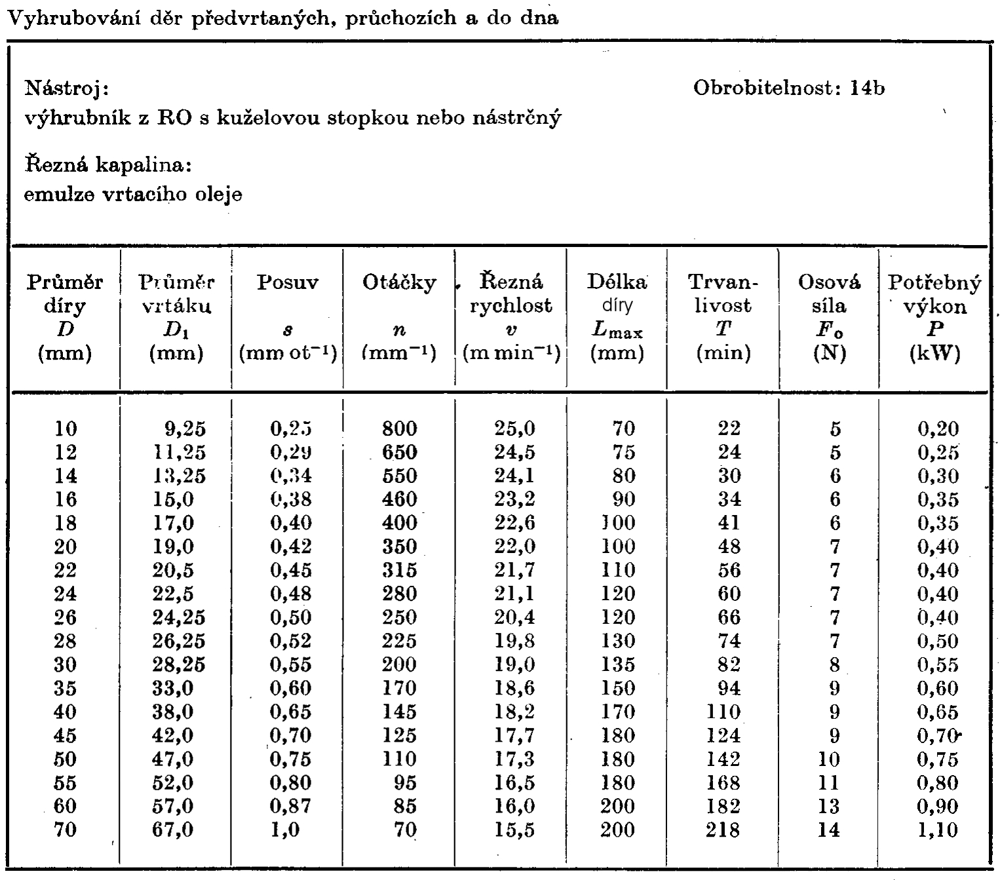 Vyhrubování děr předvrtaných, průchozích a do dna
Nástroj: Obrobitelnost: 14b
výhrubník z RO s kuželovou stopkou nebo nástrčný
Řezná kapalina:
emulze vrtacího oleje
Průměr Průměr Posuv Otáčky Řezná Délka Trvan- Osová Potřebný
díry vrtáku rychlost díry livost síla výkon
D D₁ s n v Lmax T Fo P
(mm) (mm) (mm ot⁻¹) (mm⁻¹) (m min⁻¹) (mm) (min) (N) (kW)
10 9,25 0,25 800 25,0 70 22 5 0,20
12 11,25 0,29 650 24,5 75 24 5 0,25
14 13,25 0,34 550 24,1 80 30 6 0,30
16 15,0 0,38 460 23,2 90 34 6 0,35
18 17,0 0,40 400 22,6 100 41 6 0,35
20 19,0 0,42 350 22,0 100 48 7 0,40
22 20,5 0,45 315 21,7 110 56 7 0,40
24 22,5 0,48 280 21,1 120 60 7 0,40
26 24,25 0,50 250 20,4 120 66 7 0,40
28 26,25 0,52 225 19,8 130 74 7 0,50
30 28,25 0,55 200 19,0 135 82 8 0,55
35 33,0 0,60 170 18,6 150 94 9 0,60
40 38,0 0,65 145 18,2 170 110 9 0,65
45 42,0 0,70 125 17,7 180 124 9 0,70
50 47,0 0,75 110 17,3 180 142 10 0,75
55 52,0 0,80 95 16,5 180 168 11 0,80
60 57,0 0,87 85 16,0 200 182 13 0,90
70 67,0 1,0 70 15,5 200 218 14 1,10